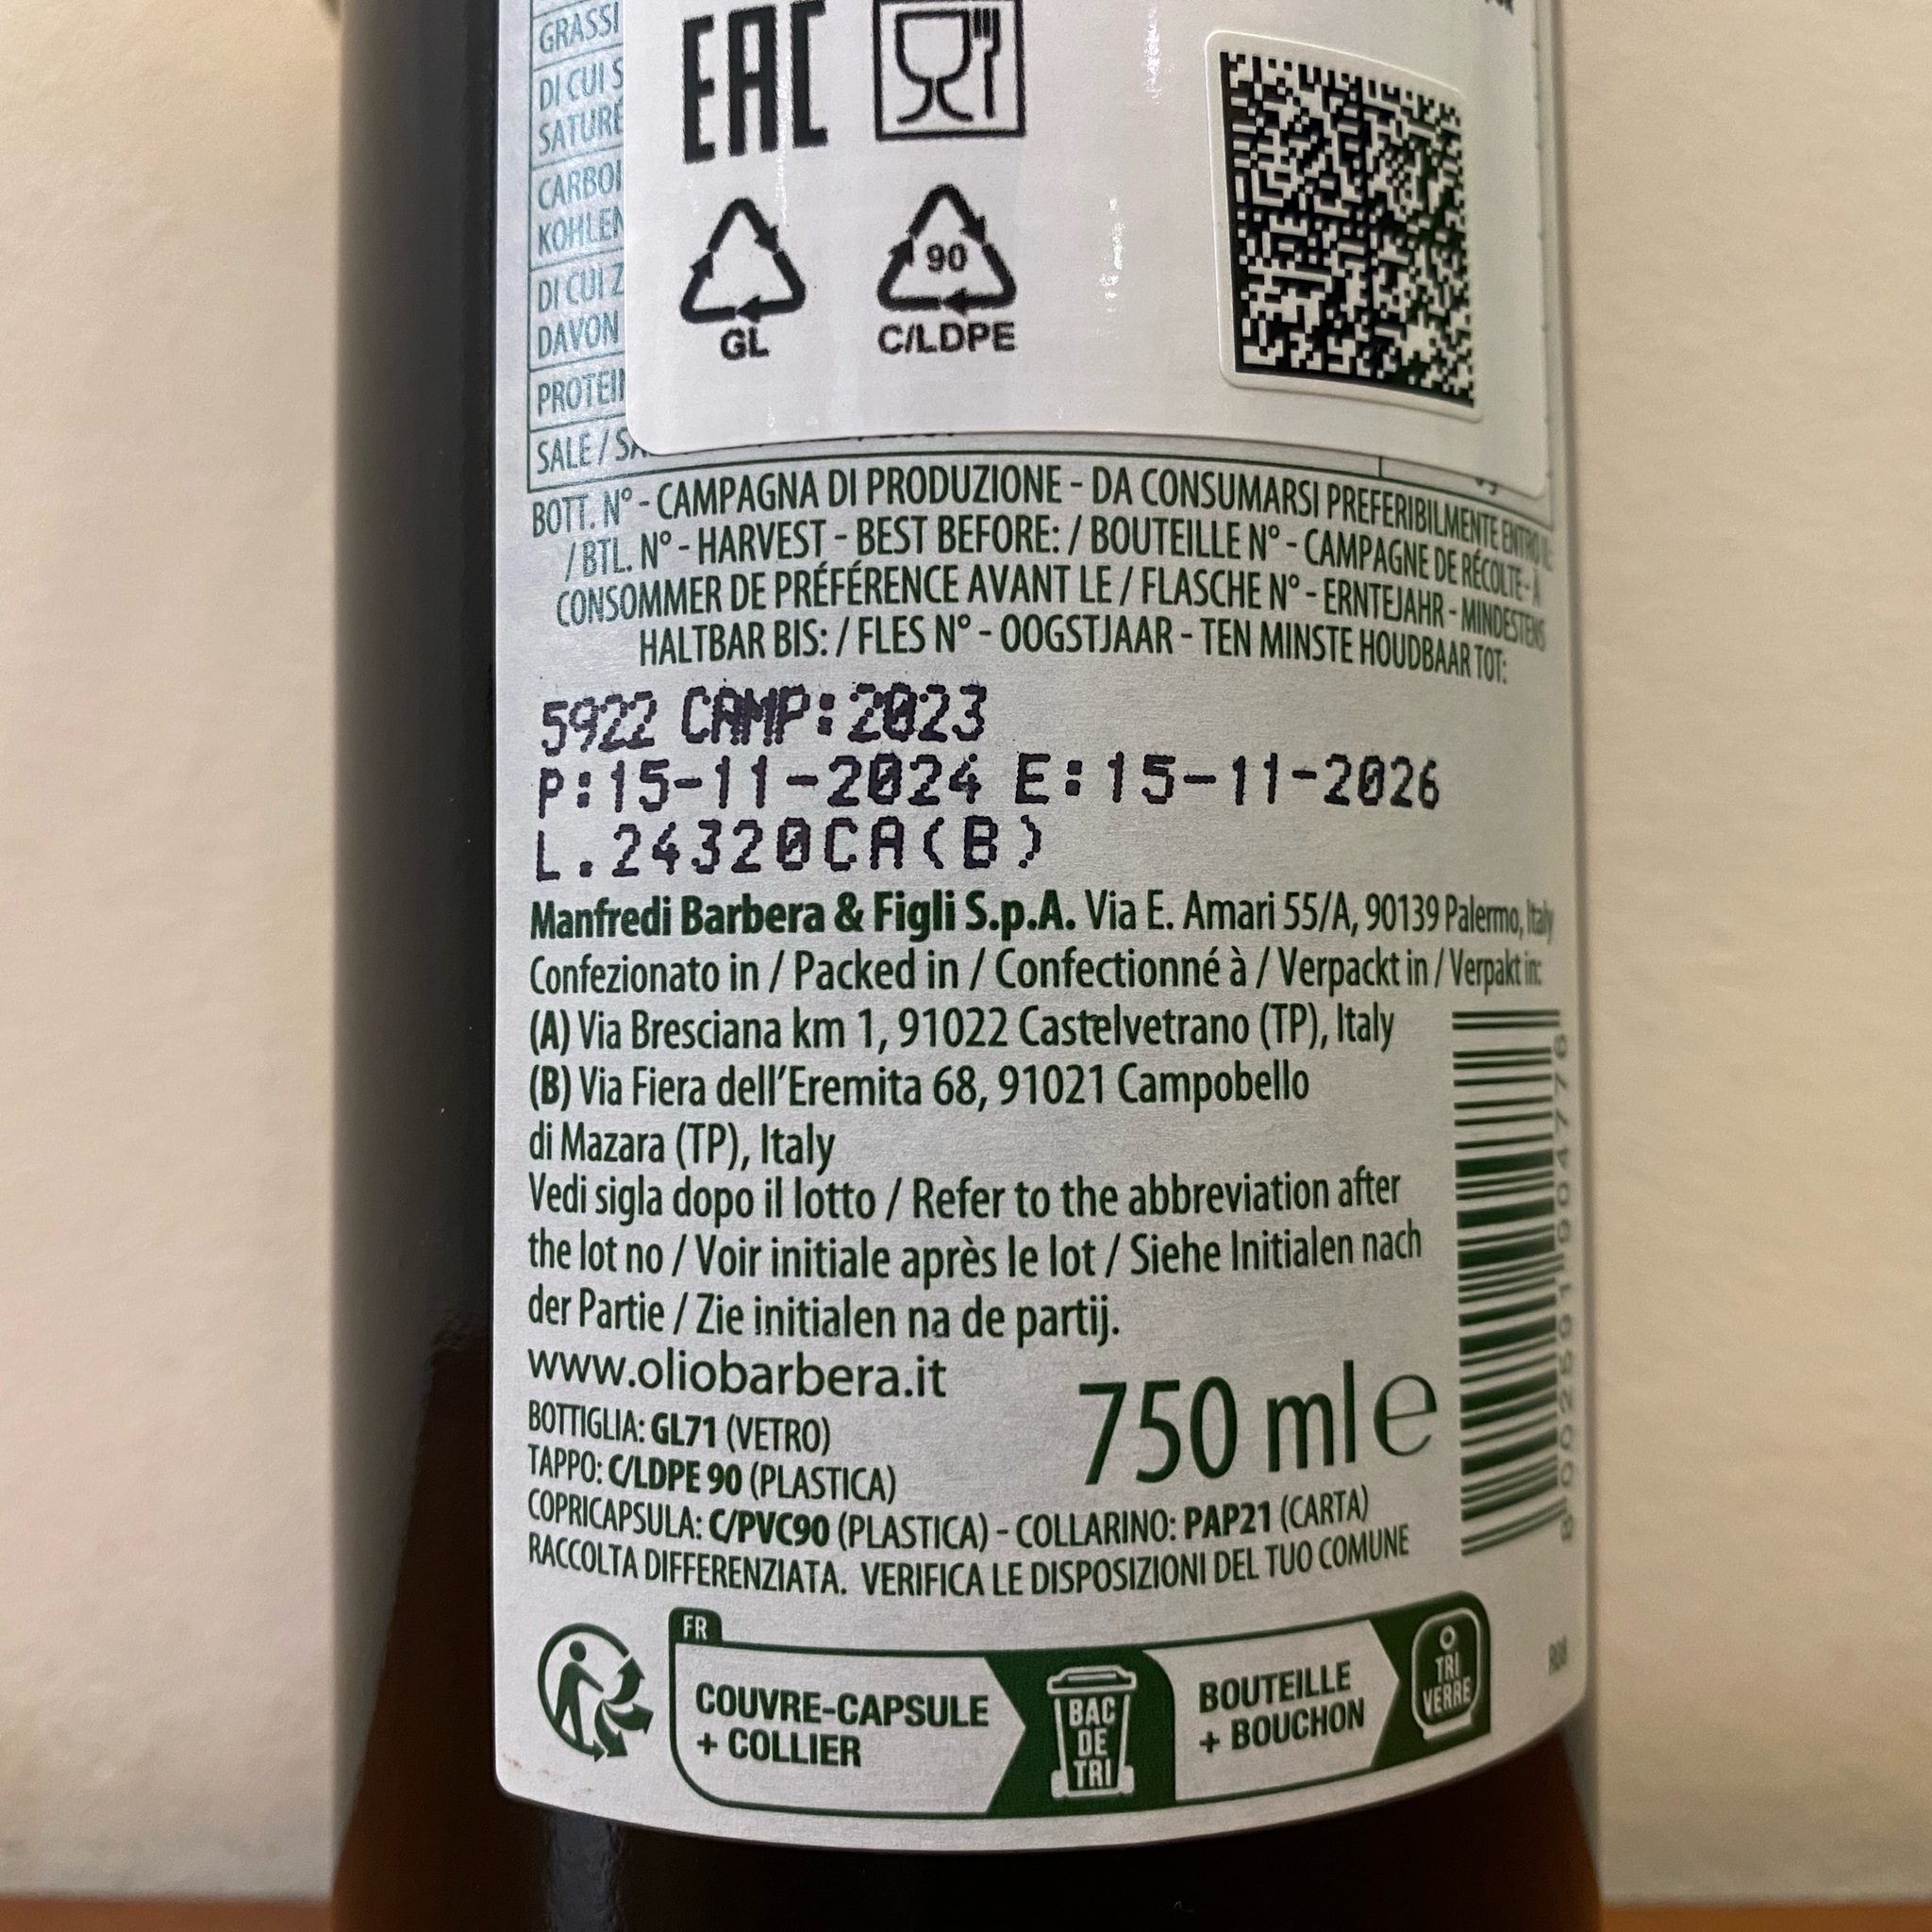 GRASSI
DI CUI S
SATURE
CARBOI
KOHLEN
DI CUI Z
DAVON
PROTEIN
SALE / SA
EAC
90
GL
C/LDPE
BOTT. N° - CAMPAGNA DI PRODUZIONE - DA CONSUMARSI PREFERIBILMENTE ENTRO IL:
/ BTL. N° - HARVEST - BEST BEFORE: / BOUTEILLE N° - CAMPAGNE DE RÉCOLTE - À
CONSOMMER DE PRÉFÉRENCE AVANT LE / FLASCHE N° - ERNTEJAHR - MINDESTENS
HALTBAR BIS: / FLES N° - OOGSTJAAR - TEN MINSTE HOUDBAAR TOT:
5922 CAMP:2023
P:15-11-2024 E:15-11-2026
L.24320CA(B)
Manfredi Barbera & Figli S.p.A. Via E. Amari 55/A, 90139 Palermo, Italy
Confezionato in / Packed in / Confectionné à / Verpackt in / Verpakt in:
(A) Via Bresciana km 1, 91022 Castelvetrano (TP), Italy
(B) Via Fiera dell'Eremita 68, 91021 Campobello
di Mazara (TP), Italy
Vedi sigla dopo il lotto / Refer to the abbreviation after
the lot no / Voir initiale après le lot / Siehe Initialen nach
der Partie / Zie initialen na de partij.
www.oliobarbera.it
750 ml e
BOTTIGLIA: GL71 (VETRO)
TAPPO: C/LDPE 90 (PLASTICA)
COPRICAPSULA: C/PVC90 (PLASTICA) - COLLARINO: PAP21 (CARTA)
RACCOLTA DIFFERENZIATA. VERIFICA LE DISPOSIZIONI DEL TUO COMUNE
8002591904776
FR
COUVRE-CAPSULE
+ COLLIER
BAC
DE
TRI
BOUTEILLE
+ BOUCHON
TRI
VERRE